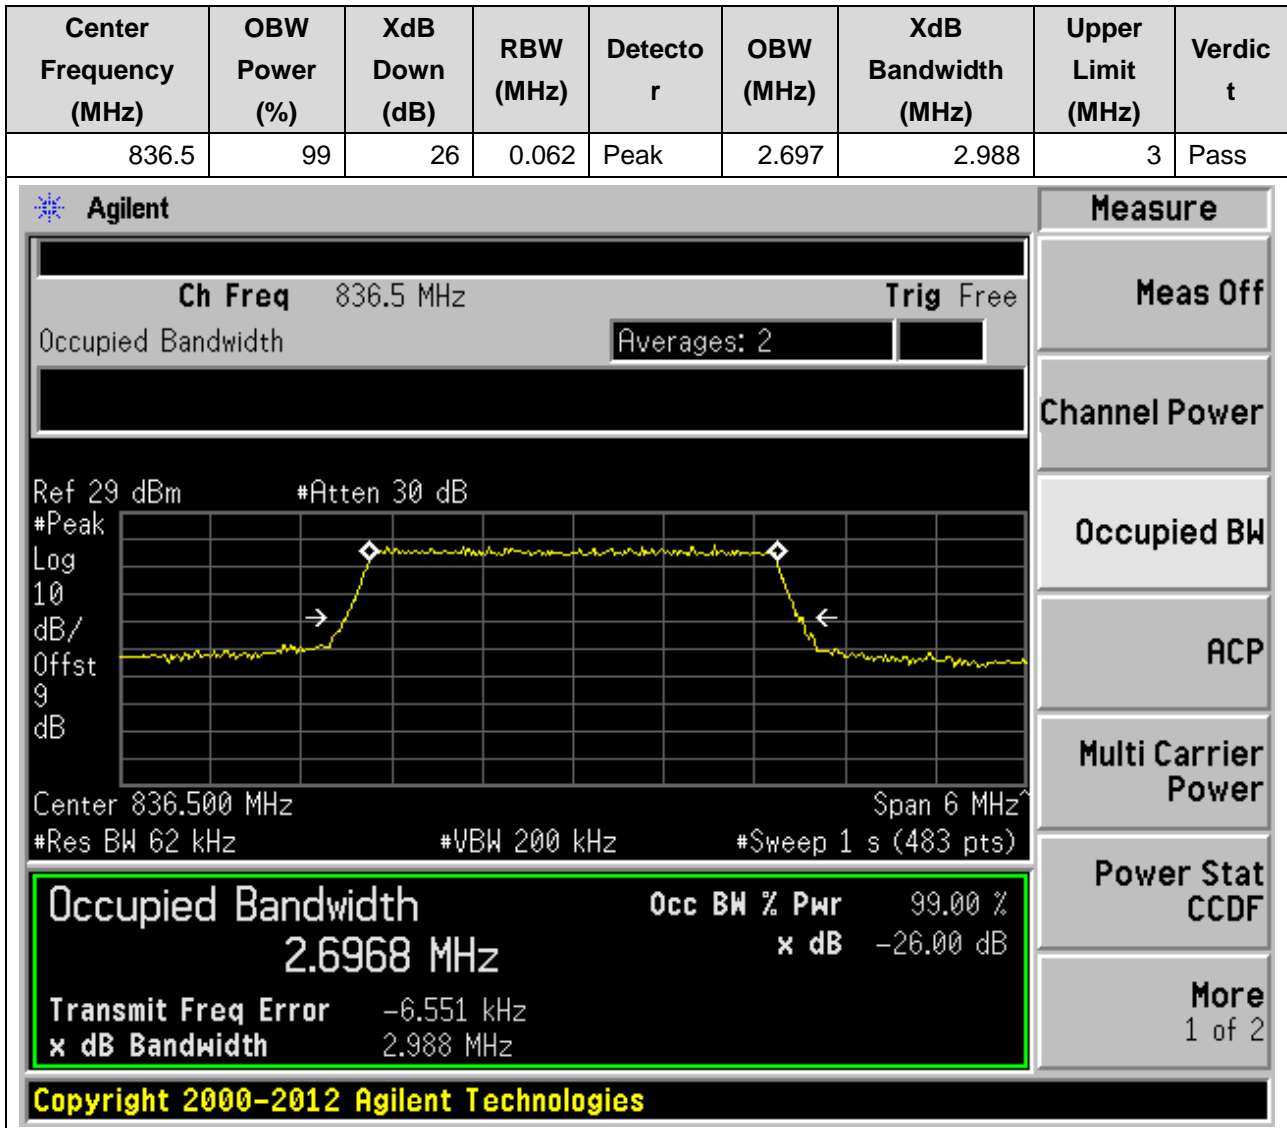 Center Frequency (MHz) OBW Power (%) XdB Down (dB) RBW (MHz) Detecto r OBW (MHz) XdB Bandwidth (MHz) Upper Limit (MHz) Verdic t
836.5 99 26 0.062 Peak 2.697 2.988 3 Pass
Agilent
Measure
Ch Freq 836.5 MHz Trig Free
Meas Off
Occupied Bandwidth Averages: 2
Channel Power
Ref 29 dBm #Atten 30 dB
#Peak
Log
10
dB/
Offst
9
dB
Occupied BW
ACP
Multi Carrier
Power
Center 836.500 MHz Span 6 MHz^
#Res BW 62 kHz #VBW 200 kHz #Sweep 1 s (483 pts)
Power Stat
CCDF
Occupied Bandwidth Occ BW % Pwr 99.00 %
2.6968 MHz x dB -26.00 dB
Transmit Freq Error -6.551 kHz
x dB Bandwidth 2.988 MHz
More
1 of 2
Copyright 2000-2012 Agilent Technologies